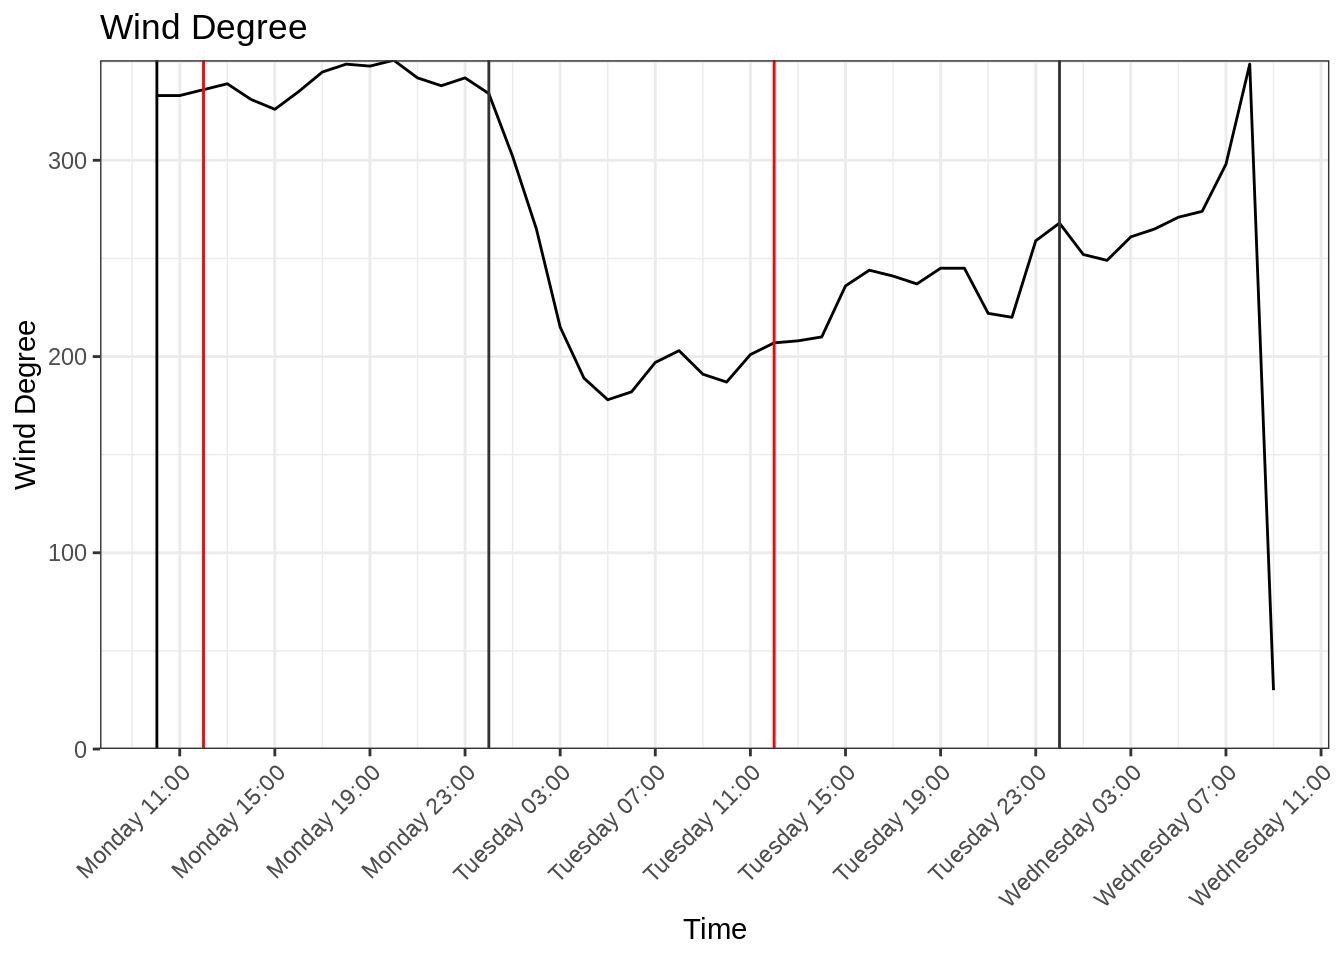 Wind Degree
Wind Degree
300
200
100
0
Monday 11:00
Monday 15:00
Monday 19:00
Monday 23:00
Tuesday 03:00
Tuesday 07:00
Tuesday 11:00
Tuesday 15:00
Tuesday 19:00
Tuesday 23:00
Wednesday 03:00
Wednesday 07:00
Wednesday 11:00
Time